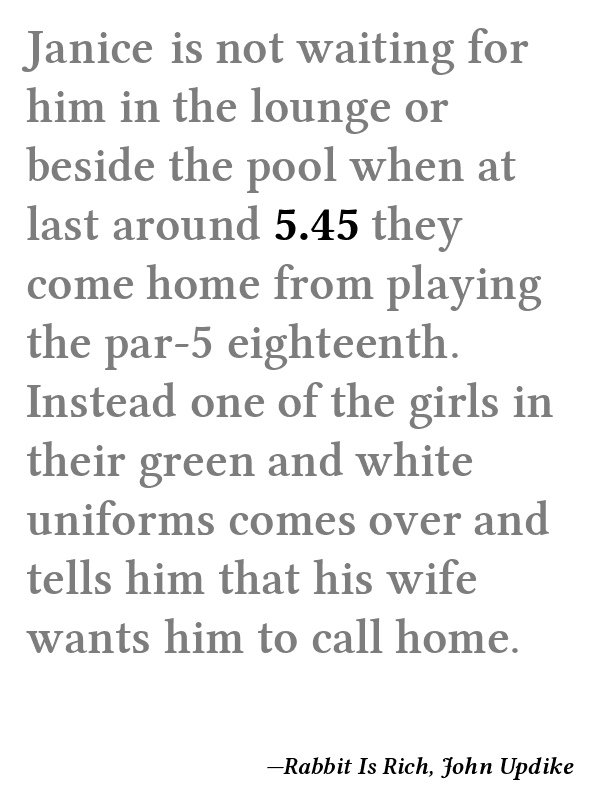 Janice is not waiting for
him in the lounge or
beside the pool when at
last around 5.45 they
come home from playing
the par-5 eighteenth.
Instead one of the girls in
their green and white
uniforms comes over and
tells him that his wife
wants him to call home.
—Rabbit Is Rich, John Updike